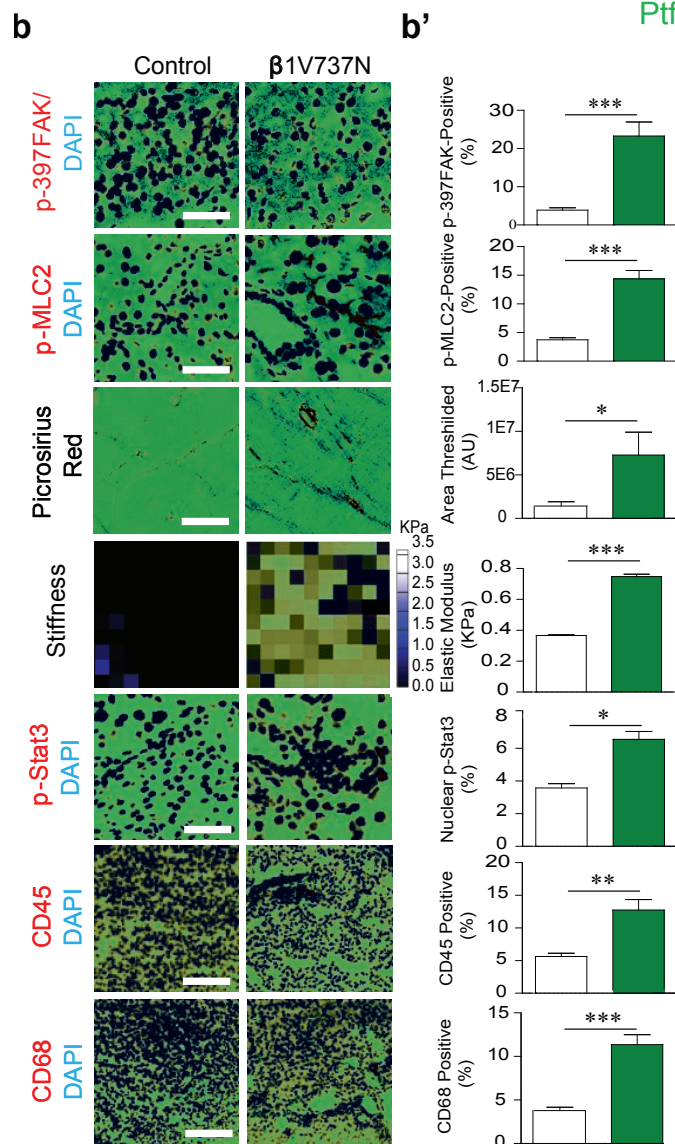 b
b'
Ptf
Control
β1V737N
p-397FAK/
DAPI
p-397FAK-Positive
(%)
30
20
10
0
***
p-MLC2
DAPI
p-MLC2-Positive
(%)
20
15
10
5
0
***
Picrosirius
Red
Area Threshilded
(AU)
1.5E7
1E7
5E6
0
*
Stiffness
KPa
3.5
3.0
2.5
2.0
1.5
1.0
0.5
0.0
Elastic Modulus
(KPa)
0.8
0.6
0.4
0.2
0
***
p-Stat3
DAPI
Nuclear p-Stat3
(%)
8
6
4
2
0
*
CD45
DAPI
CD45 Positive
(%)
20
15
10
5
0
**
CD68
DAPI
CD68 Positive
(%)
15
10
5
0
***